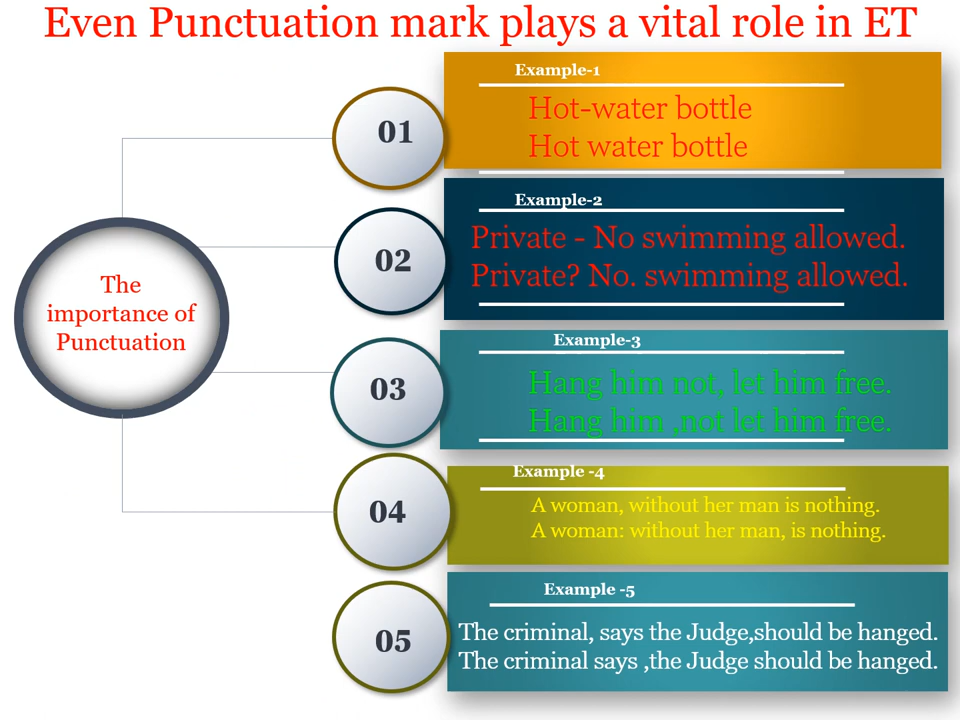 Even Punctuation mark plays a vital role in ET
The
importance of
Punctuation
01
Example-1
Hot-water bottle
Hot water bottle
02
Example-2
Private - No swimming allowed.
Private? No. swimming allowed.
03
Example-3
Hang him not, let him free.
Hang him ,not let him free.
04
Example -4
A woman, without her man is nothing.
A woman: without her man, is nothing.
05
Example -5
The criminal, says the Judge,should be hanged.
The criminal says ,the Judge should be hanged.